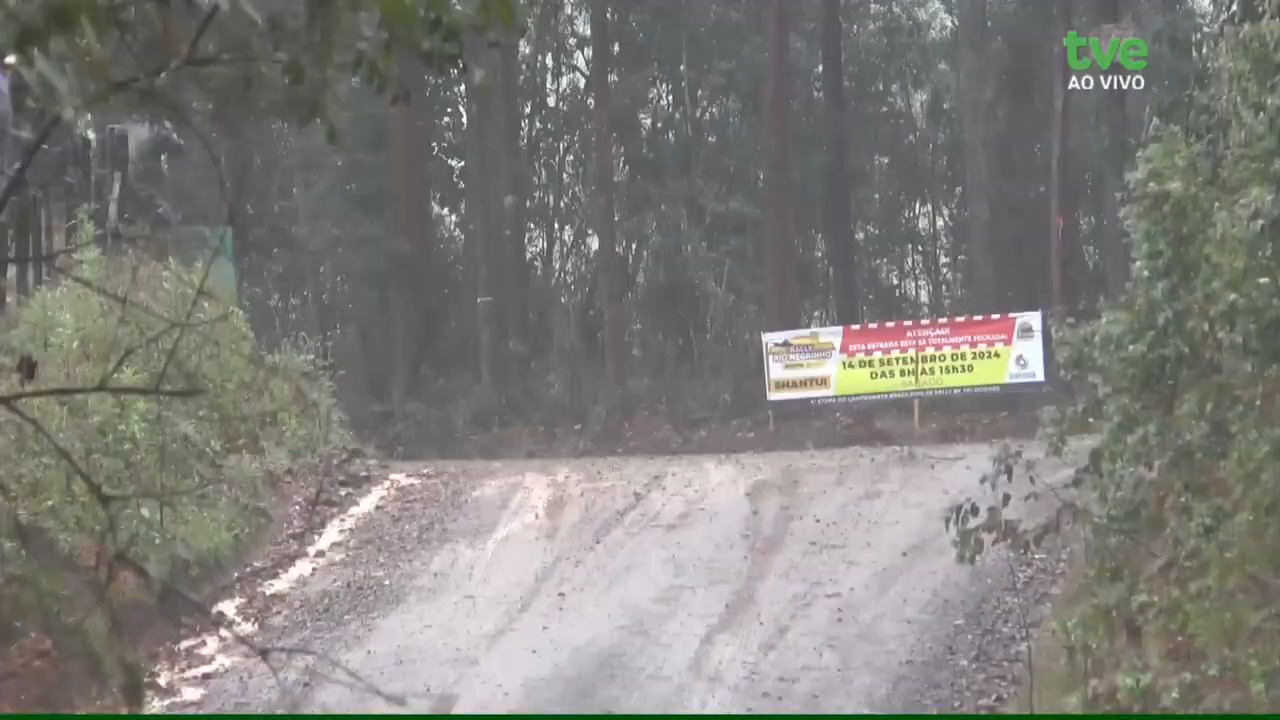 tve
AO VIVO
ATENÇÃO!
ESTA ESTRADA ESTARÁ TOTALMENTE FECHADA!
RALLY
RIO NEGRINHO
14 DE SETEMBRO DE 2024
DAS 8H ÀS 15h30
SÁBADO
SHANTUI